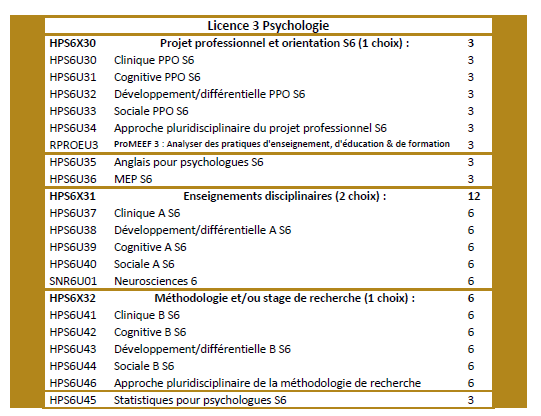 Licence 3 Psychologie
HPS6X30 Projet professionnel et orientation S6 (1 choix) : 3
HPS6U30 Clinique PPO S6 3
HPS6U31 Cognitive PPO S6 3
HPS6U32 Développement/différentielle PPO S6 3
HPS6U33 Sociale PPO S6 3
HPS6U34 Approche pluridisciplinaire du projet professionnel S6 3
RPROEU3 ProMEEF 3 : Analyser des pratiques d'enseignement, d'éducation & de formation 3
HPS6U35 Anglais pour psychologues S6 3
HPS6U36 MEP S6 3
HPS6X31 Enseignements disciplinaires (2 choix) : 12
HPS6U37 Clinique A S6 6
HPS6U38 Développement/différentielle A S6 6
HPS6U39 Cognitive A S6 6
HPS6U40 Sociale A S6 6
SNR6U01 Neurosciences 6 6
HPS6X32 Méthodologie et/ou stage de recherche (1 choix) : 6
HPS6U41 Clinique B S6 6
HPS6U42 Cognitive B S6 6
HPS6U43 Développement/différentielle B S6 6
HPS6U44 Sociale B S6 6
HPS6U46 Approche pluridisciplinaire de la méthodologie de recherche 6
HPS6U45 Statistiques pour psychologues S6 3